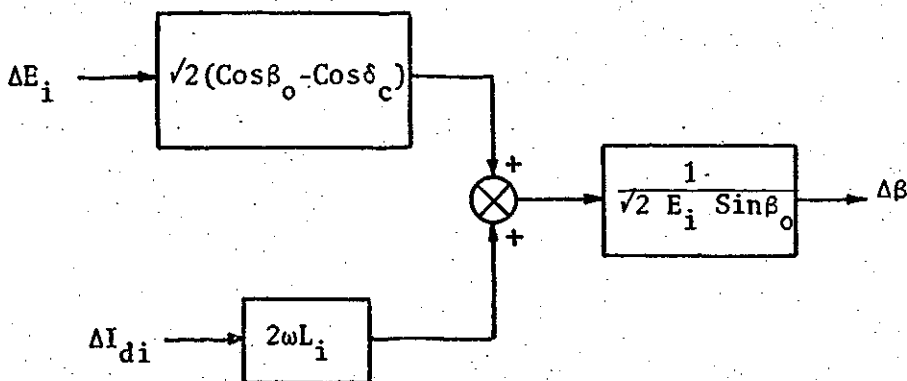 ΔE_i
√2(Cosβ_o-Cosδ_c)
+
1
√2 E_i Sinβ_o
Δβ
+
ΔI_di
2ωL_i